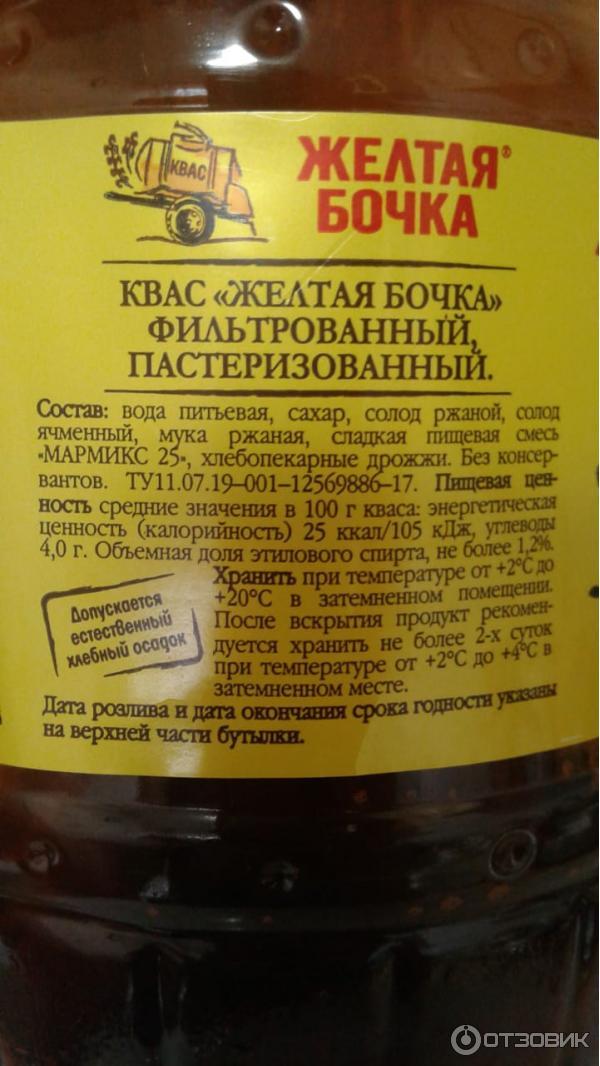 КВАС
ЖЕЛТАЯ®
БОЧКА
КВАС «ЖЕЛТАЯ БОЧКА»
ФИЛЬТРОВАННЫЙ,
ПАСТЕРИЗОВАННЫЙ.
Состав: вода питьевая, сахар, солод ржаной, солод
ячменный, мука ржаная, сладкая пищевая смесь
«МАРМИКС 25», хлебопекарные дрожжи. Без консер-
вантов. ТУ11.07.19–001–12569886–17. Пищевая цен-
ность средние значения в 100 г кваса: энергетическая
ценность (калорийность) 25 ккал/105 кДж, углеводы
4,0 г. Объемная доля этилового спирта, не более 1,2%.
Хранить при температуре от +2°С до
+20°С в затемненном помещении.
После вскрытия продукт рекомен-
дуется хранить не более 2-х суток
при температуре от +2°С до +4°С в
затемненном месте.
Допускается
естественный
хлебный осадок
Дата розлива и дата окончания срока годности указаны
на верхней части бутылки.
ОТЗОВИК